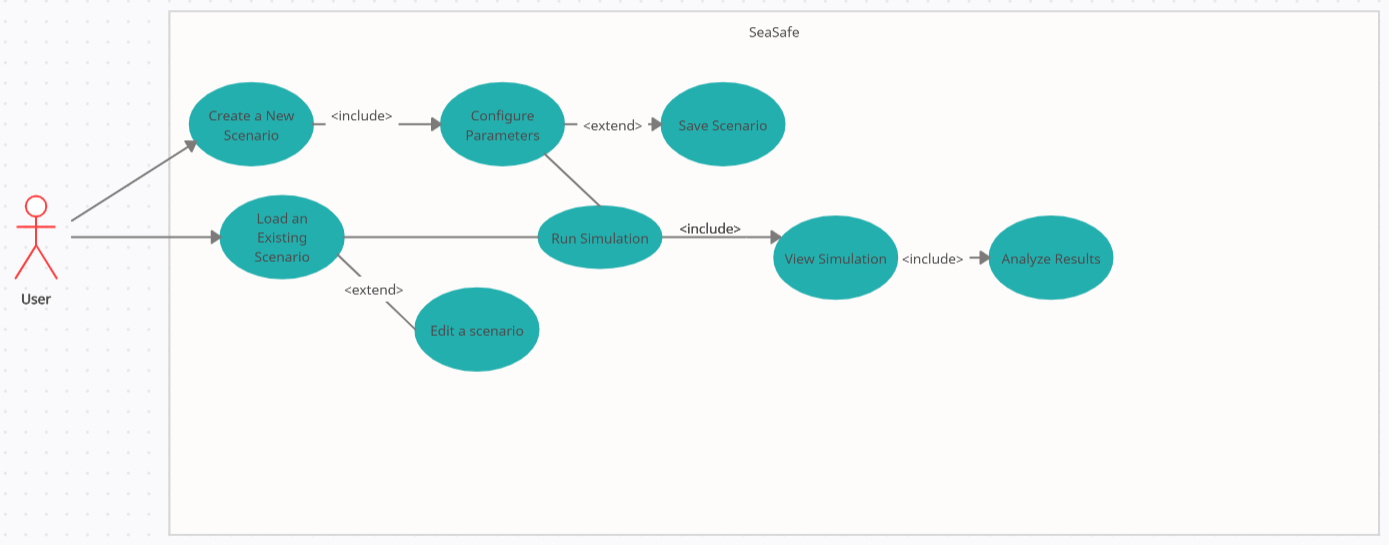 SeaSafe
Create a New
Scenario
<include>
Configure
Parameters
<extend>
Save Scenario
Load an
Existing
Scenario
Run Simulation
<include>
View Simulation
<include>
Analyze Results
<extend>
Edit a scenario
User